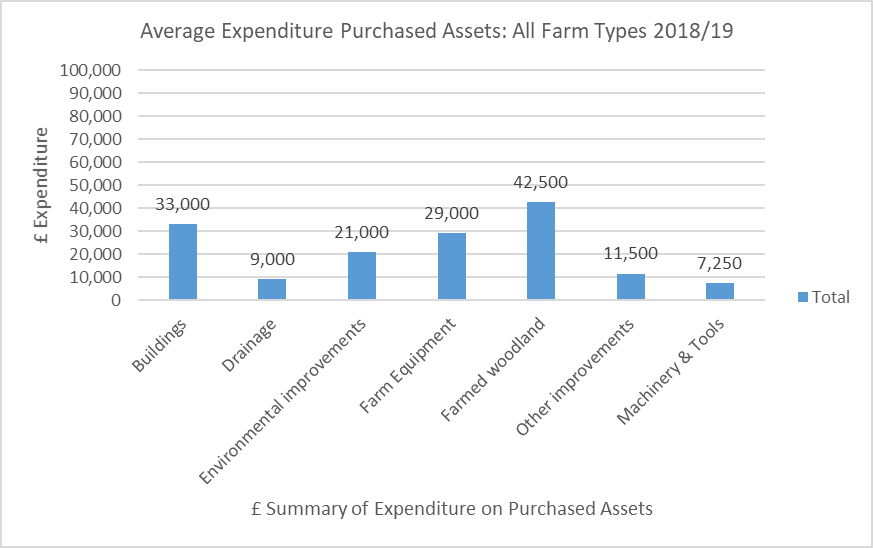 Average Expenditure Purchased Assets: All Farm Types 2018/19
£ Expenditure
100,000
90,000
80,000
70,000
60,000
50,000
40,000
30,000
20,000
10,000
0
33,000
9,000
21,000
29,000
42,500
11,500
7,250
Buildings
Drainage
Environmental improvements
Farm Equipment
Farmed woodland
Other improvements
Machinery & Tools
Total
£ Summary of Expenditure on Purchased Assets